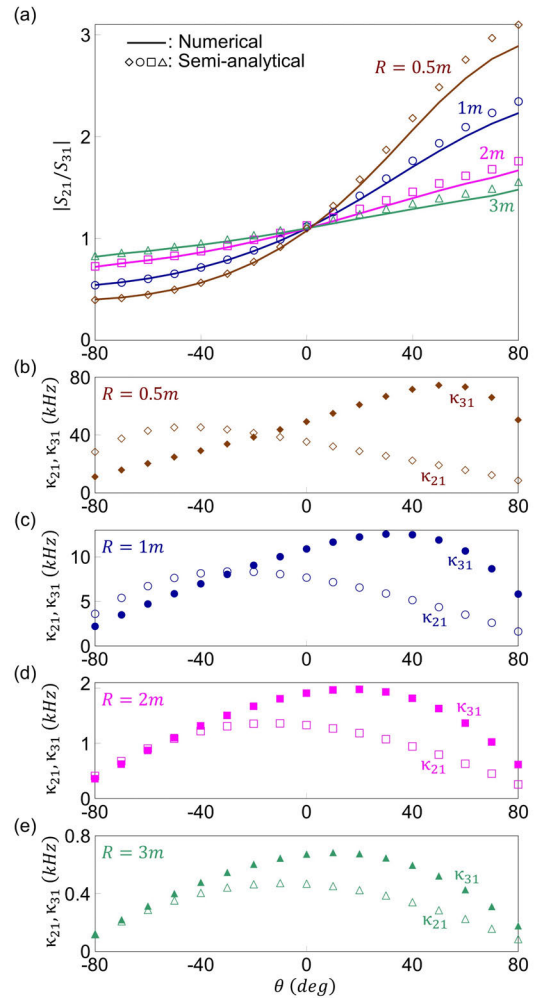 (a)
3
2
1
0
|S21/S31|
: Numerical
: Semi-analytical
R = 0.5m
1m
2m
3m
-80 -40 0 40 80
(b)
80
40
0
κ21, κ31 (kHz)
R = 0.5m
κ31
κ21
-80 -40 0 40 80
(c)
10
5
0
κ21, κ31 (kHz)
R = 1m
κ31
κ21
-80 -40 0 40 80
(d)
2
1
0
κ21, κ31 (kHz)
R = 2m
κ31
κ21
-80 -40 0 40 80
(e)
0.8
0.4
0
κ21, κ31 (kHz)
R = 3m
κ31
κ21
-80 -40 0 40 80
θ (deg)